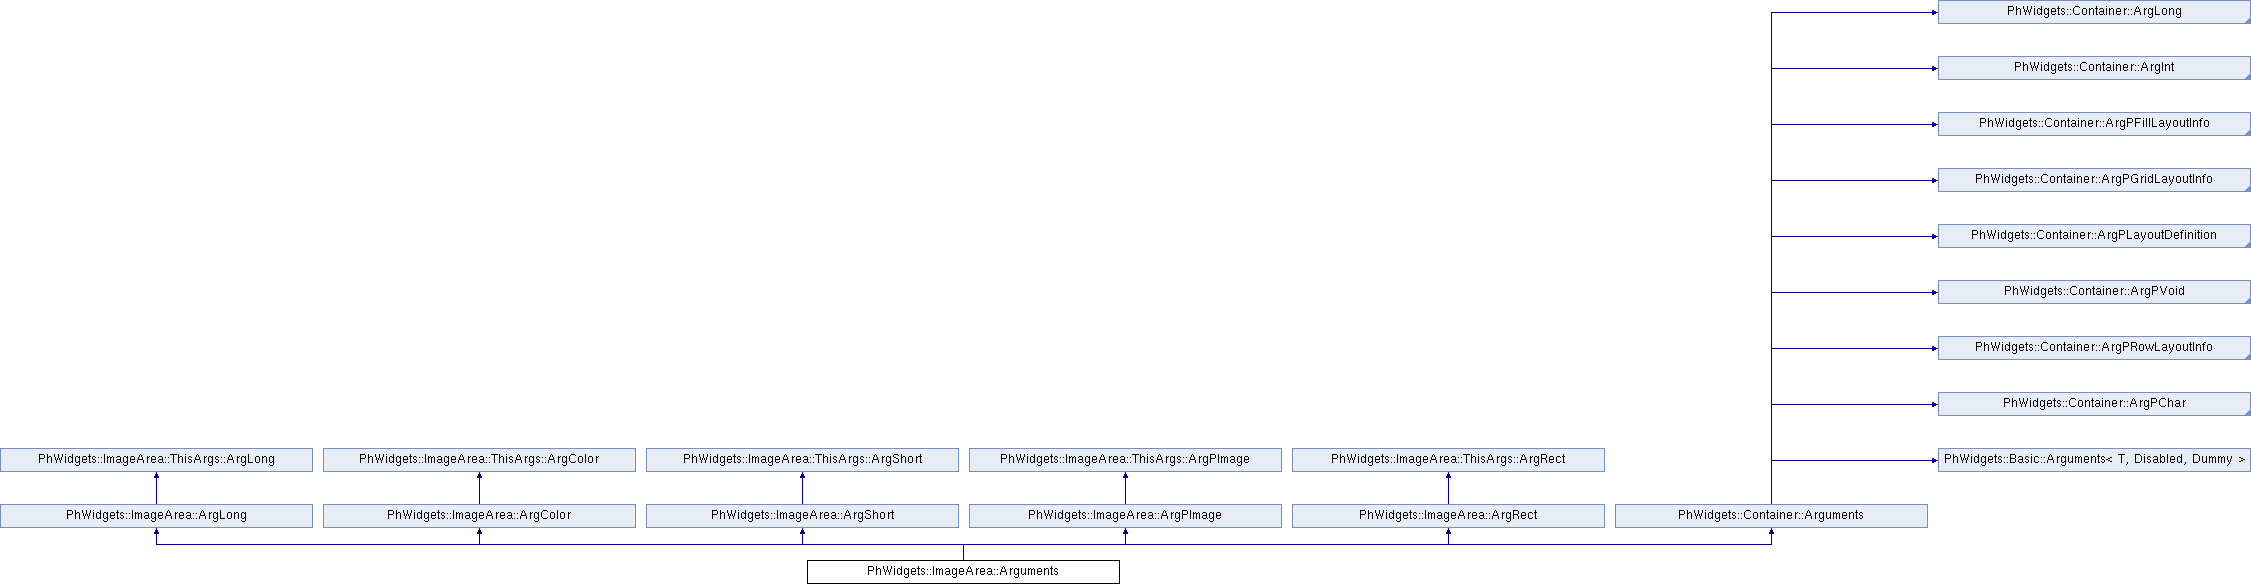 PhWidgets::Container::ArgLong
PhWidgets::Container::ArgInt
PhWidgets::Container::ArgPFillLayoutInfo
PhWidgets::Container::ArgPGridLayoutInfo
PhWidgets::Container::ArgPLayoutDefinition
PhWidgets::Container::ArgPVoid
PhWidgets::Container::ArgPRowLayoutInfo
PhWidgets::Container::ArgPChar
PhWidgets::ImageArea::ThisArgs::ArgLong
PhWidgets::ImageArea::ThisArgs::ArgColor
PhWidgets::ImageArea::ThisArgs::ArgShort
PhWidgets::ImageArea::ThisArgs::ArgPImage
PhWidgets::ImageArea::ThisArgs::ArgRect
PhWidgets::Basic::Arguments< T, Disabled, Dummy >
PhWidgets::ImageArea::ArgLong
PhWidgets::ImageArea::ArgColor
PhWidgets::ImageArea::ArgShort
PhWidgets::ImageArea::ArgPImage
PhWidgets::ImageArea::ArgRect
PhWidgets::Container::Arguments
PhWidgets::ImageArea::Arguments